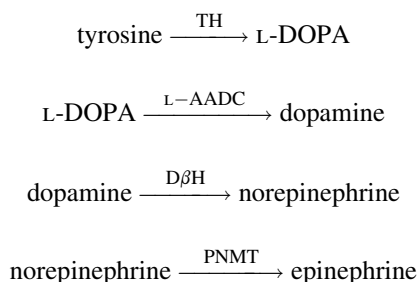 tyrosine TH⟶ L-DOPA
L-DOPA L−AADC⟶ dopamine
dopamine DβH⟶ norepinephrine
norepinephrine PNMT⟶ epinephrine